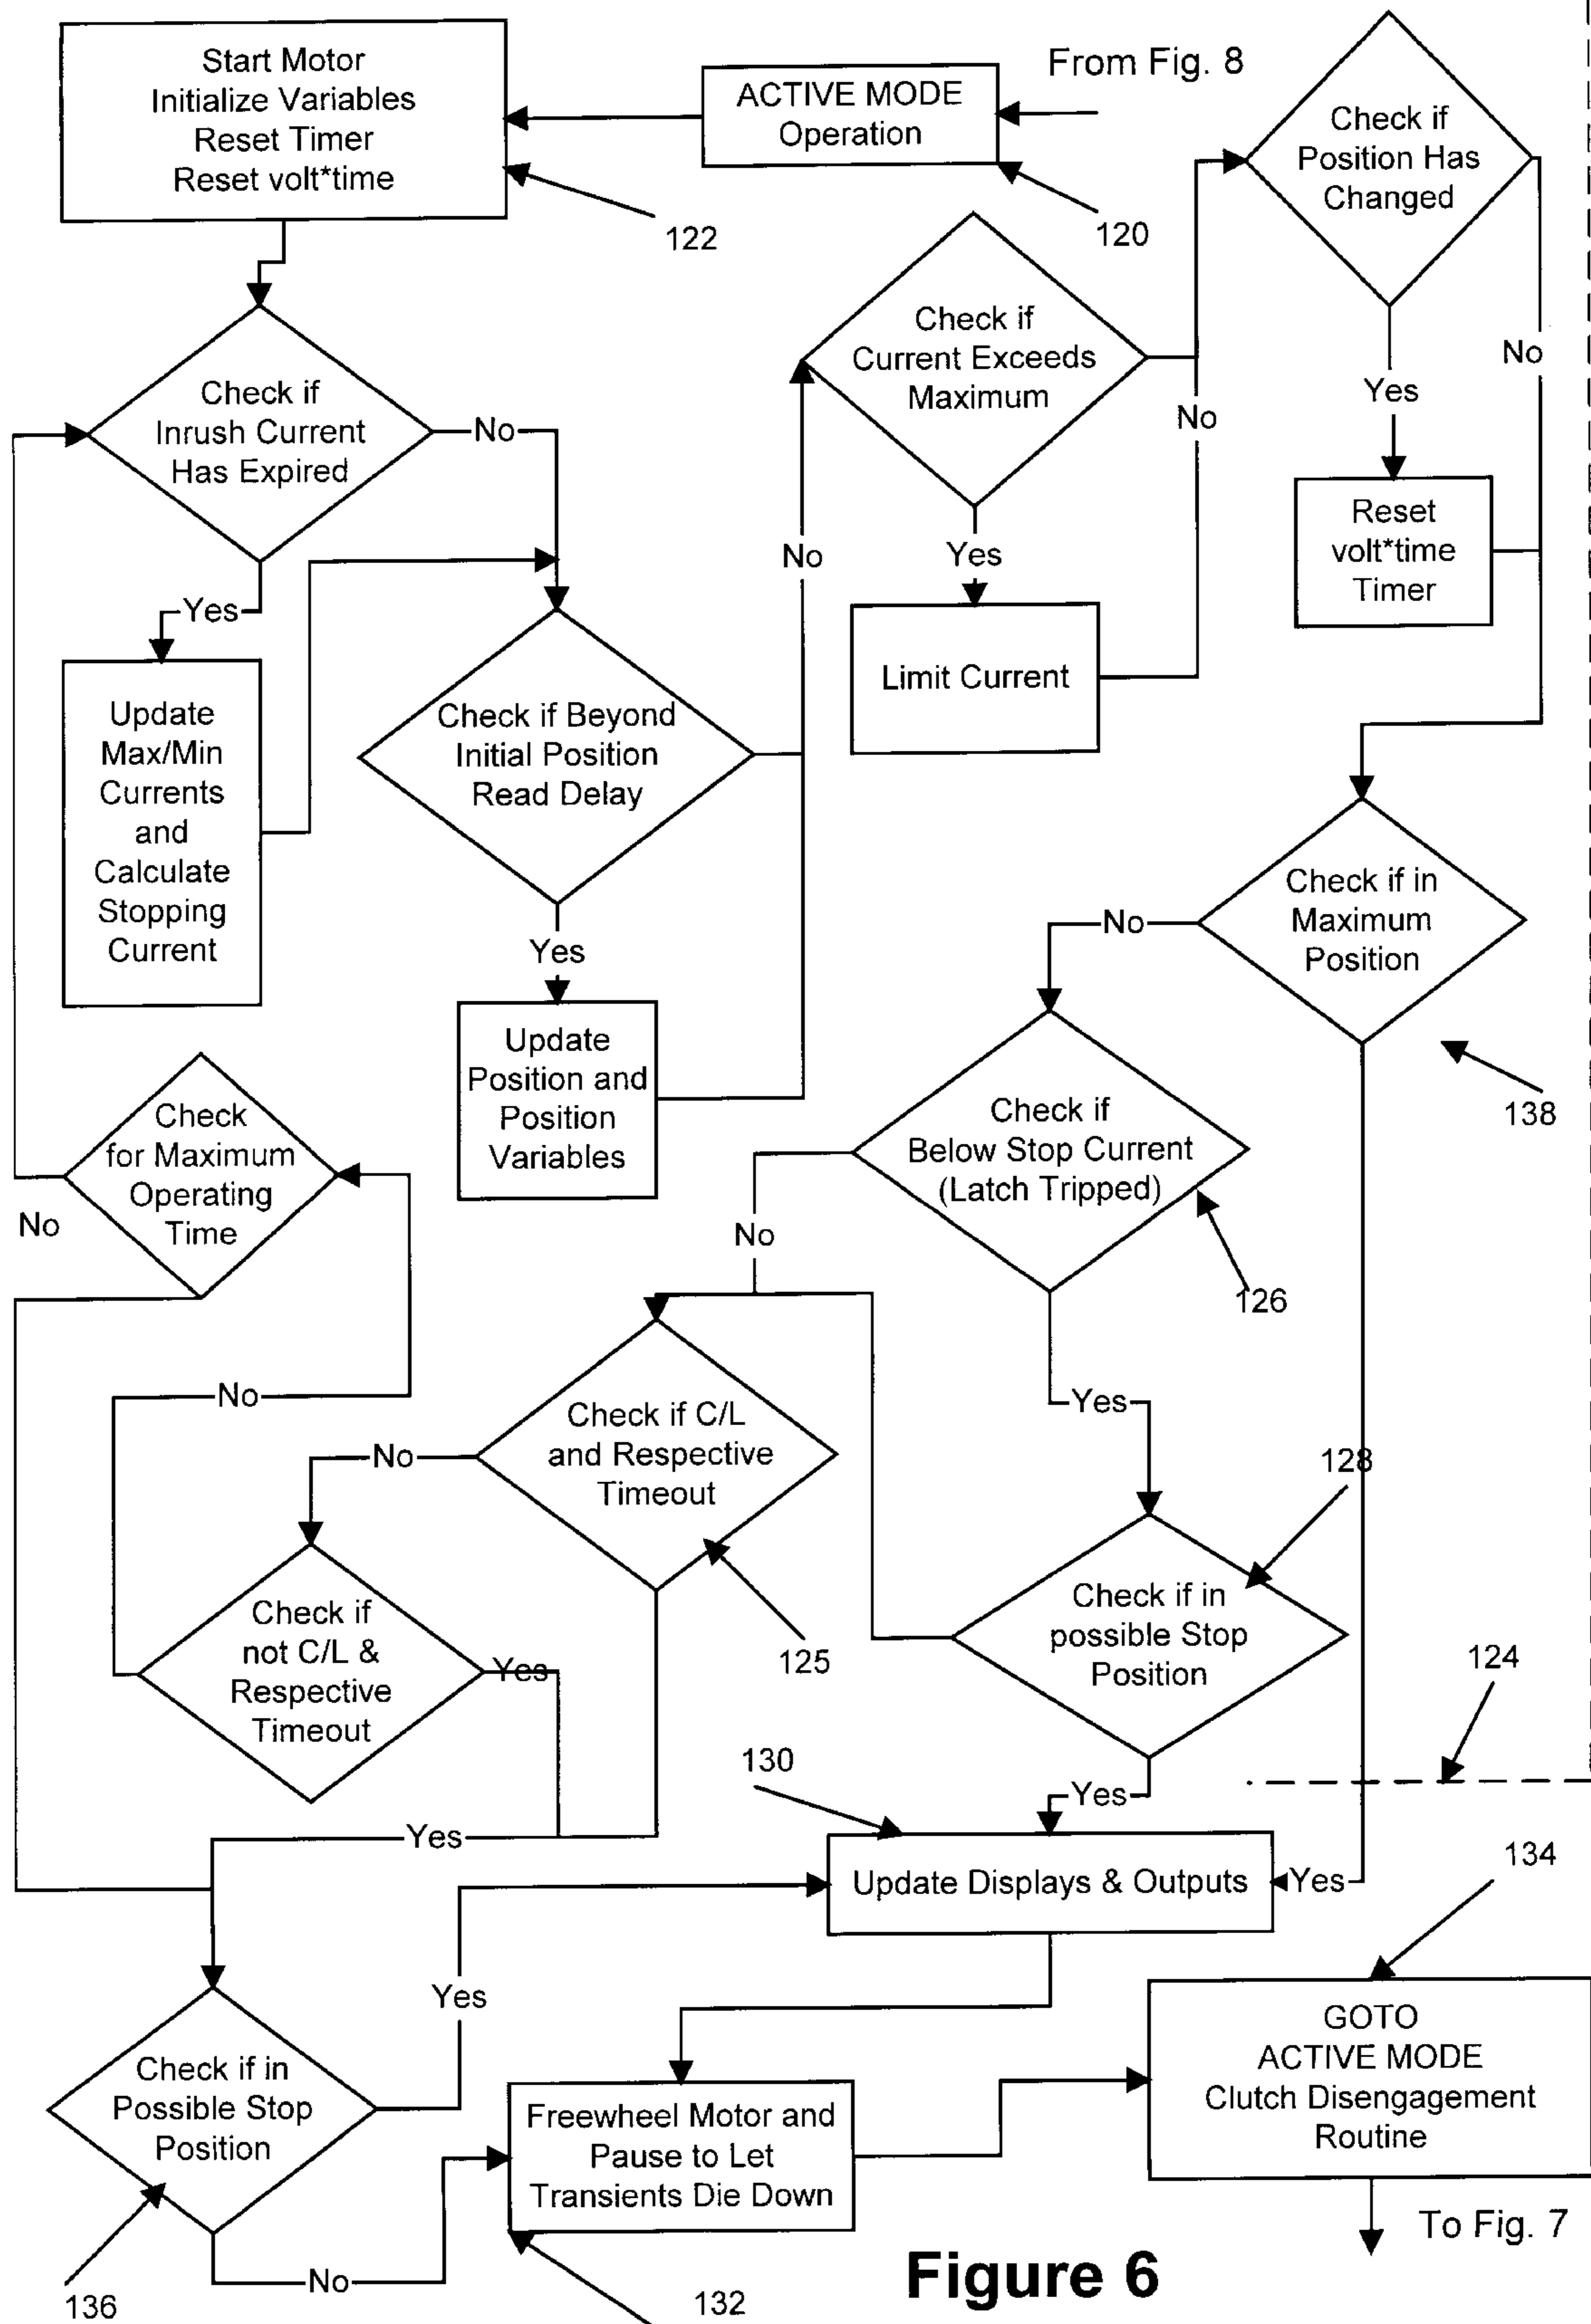 Start Motor
Initialize Variables
Reset Timer
Reset volt*time
ACTIVE MODE
Operation
From Fig. 8
122
120
Check if
Position Has
Changed
No
Yes
Reset
volt*time
Timer
Check if
Current Exceeds
Maximum
No
Yes
Limit Current
Check if
Inrush Current
Has Expired
No
Yes
Update
Max/Min
Currents
and
Calculate
Stopping
Current
Check if Beyond
Initial Position
Read Delay
No
Yes
Update
Position and
Position
Variables
Check if in
Maximum
Position
No
138
Check if
Below Stop Current
(Latch Tripped)
No
126
Yes
Check
for Maximum
Operating
Time
No
No
Check if C/L
and Respective
Timeout
No
125
Check if
not C/L &
Respective
Timeout
Yes
128
Check if in
possible Stop
Position
124
Yes
130
Yes
Update Displays & Outputs
Yes
134
Yes
Check if in
Possible Stop
Position
136
No
Freewheel Motor and
Pause to Let
Transients Die Down
132
GOTO
ACTIVE MODE
Clutch Disengagement
Routine
To Fig. 7
Figure 6